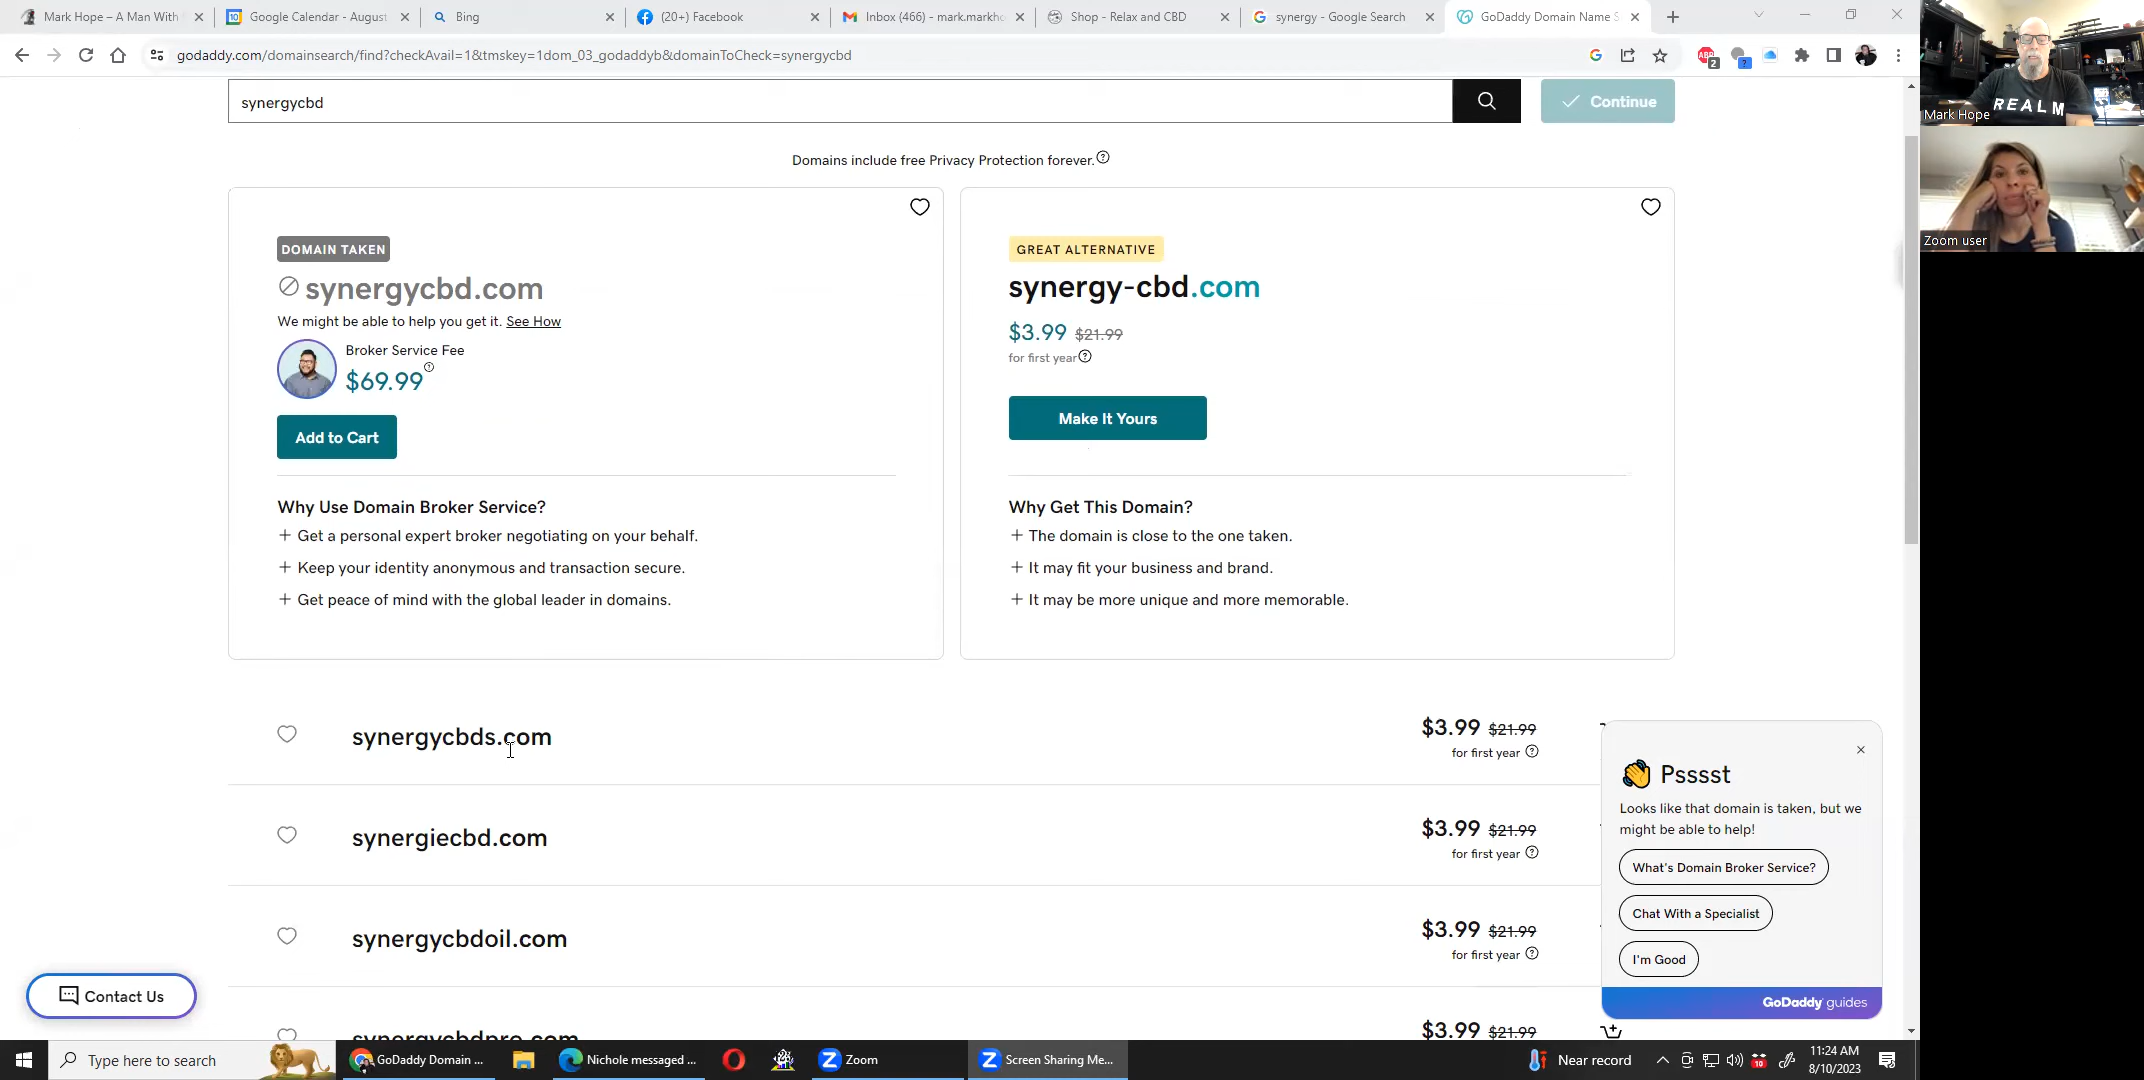 Mark Hope – A Man With
Google Calendar - August
Bing
(20+) Facebook
Inbox (466) - mark.markho
Shop - Relax and CBD
synergy - Google Search
GoDaddy Domain Name S
godaddy.com/domainsearch/find?checkAvail=1&tmskey=1dom_03_godaddyb&domainToCheck=synergycbd
synergycbd
Continue
Domains include free Privacy Protection forever.
DOMAIN TAKEN
synergycbd.com
We might be able to help you get it. See How
Broker Service Fee
$69.99
Add to Cart
Why Use Domain Broker Service?
+ Get a personal expert broker negotiating on your behalf.
+ Keep your identity anonymous and transaction secure.
+ Get peace of mind with the global leader in domains.
GREAT ALTERNATIVE
synergy-cbd.com
$3.99 $21.99
for first year
Make It Yours
Why Get This Domain?
+ The domain is close to the one taken.
+ It may fit your business and brand.
+ It may be more unique and more memorable.
synergycbds.com
$3.99 $21.99
for first year
synergiecbd.com
$3.99 $21.99
for first year
synergycbdoil.com
$3.99 $21.99
for first year
synergycbdpro.com
$3.99 $21.99
Psssst
Looks like that domain is taken, but we
might be able to help!
What's Domain Broker Service?
Chat With a Specialist
I'm Good
GoDaddy guides
Contact Us
REALM
Mark Hope
Zoom user
Type here to search
GoDaddy Domain ...
Nichole messaged ...
Zoom
Screen Sharing Me...
Near record
10
11:24 AM
8/10/2023